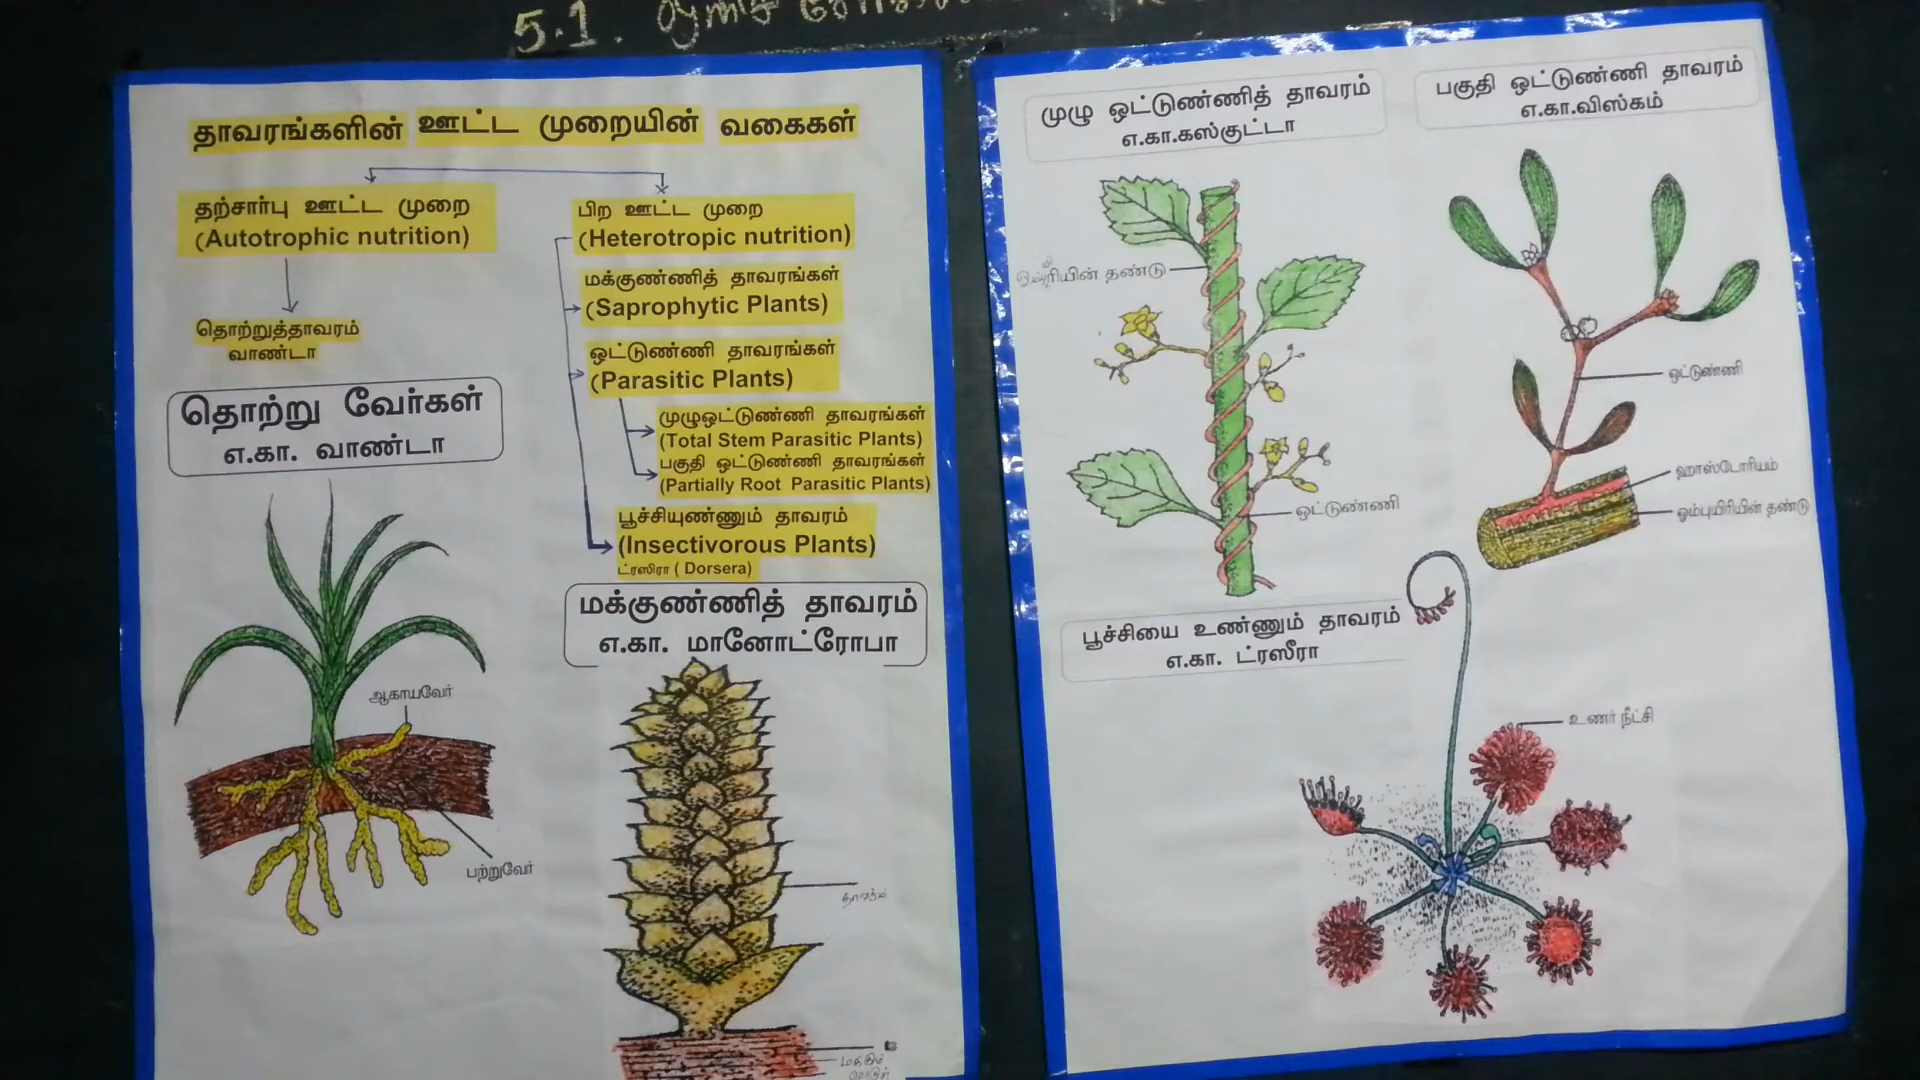 5.1.
தாவரங்களின் ஊட்ட முறையின் வகைகள்
தற்சார்பு ஊட்ட முறை
(Autotrophic nutrition)
தொற்றுத்தாவரம்
வாண்டா
பிற ஊட்ட முறை
(Heterotropic nutrition)
மக்குண்ணித் தாவரங்கள்
(Saprophytic Plants)
ஒட்டுண்ணி தாவரங்கள்
(Parasitic Plants)
முழுஒட்டுண்ணி தாவரங்கள்
(Total Stem Parasitic Plants)
பகுதி ஒட்டுண்ணி தாவரங்கள்
(Partially Root Parasitic Plants)
பூச்சியுண்ணும் தாவரம்
(Insectivorous Plants)
ட்ரஸிரா ( Dorsera)
தொற்று வேர்கள்
எ.கா. வாண்டா
ஆகாயவேர்
பற்றுவேர்
மக்குண்ணித் தாவரம்
எ.கா. மானோட்ரோபா
முழு ஒட்டுண்ணித் தாவரம்
எ.கா.கஸ்குட்டா
தண்டு
ஒட்டுண்ணி
பகுதி ஒட்டுண்ணி தாவரம்
எ.கா.விஸ்கம்
ஒட்டுண்ணி
ஹாஸ்டோரியம்
ஓம்புயிரியின் தண்டு
பூச்சியை உண்ணும் தாவரம்
எ.கா. ட்ரஸீரா
உணர் நீட்சி